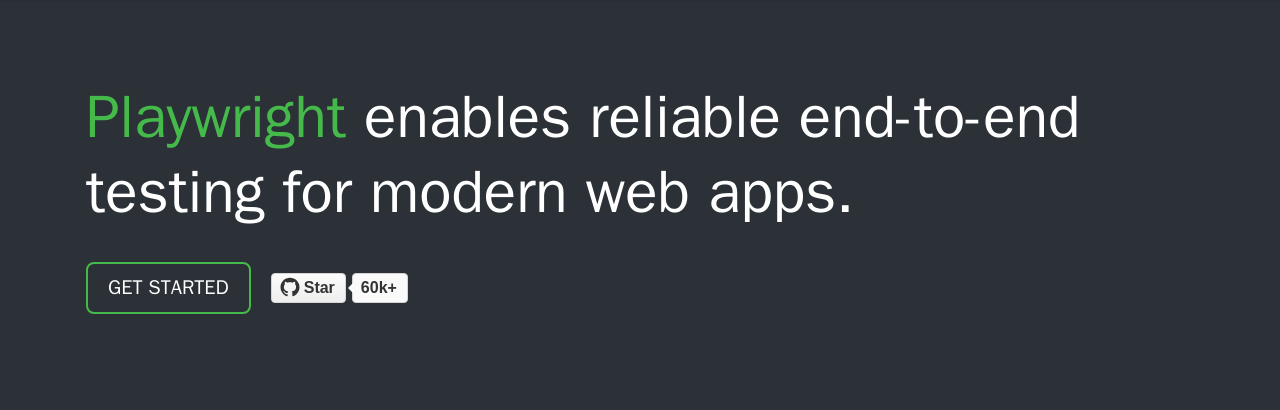 Playwright enables reliable end-to-end
testing for modern web apps.
GET STARTED Star 60k+